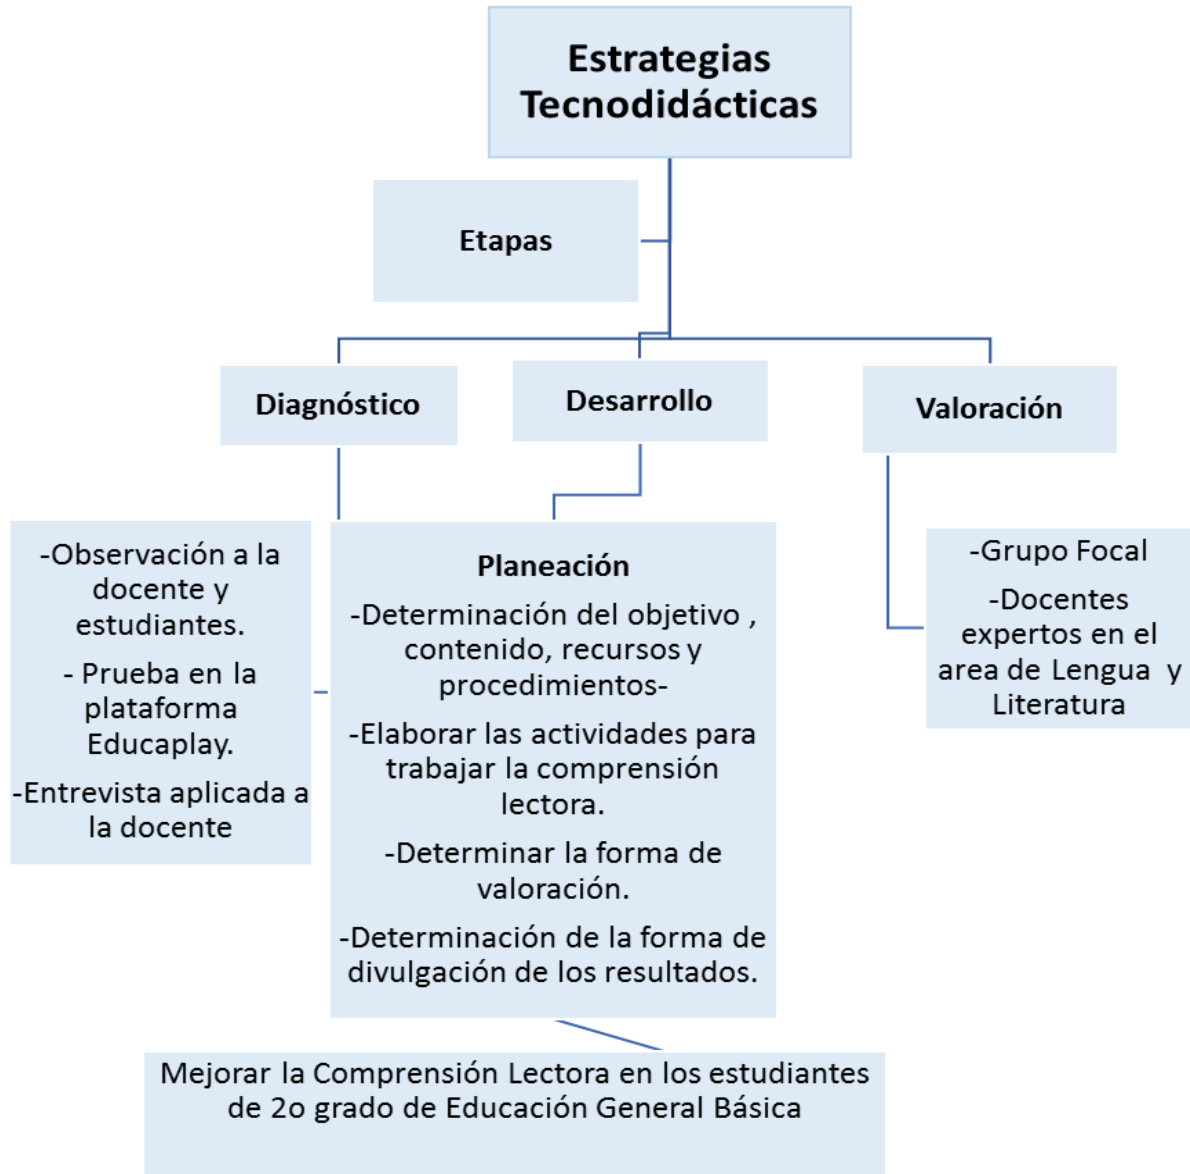 Estrategias
Tecnodidácticas
Etapas
Diagnóstico
Desarrollo
Valoración
-Observación a la
docente y
estudiantes.
- Prueba en la
plataforma
Educaplay.
-Entrevista aplicada a
la docente
Planeación
-Determinación del objetivo ,
contenido, recursos y
procedimientos-
-Elaborar las actividades para
trabajar la comprensión
lectora.
-Determinar la forma de
valoración.
-Determinación de la forma de
divulgación de los resultados.
-Grupo Focal
-Docentes
expertos en el
area de Lengua y
Literatura
Mejorar la Comprensión Lectora en los estudiantes
de 2o grado de Educación General Básica